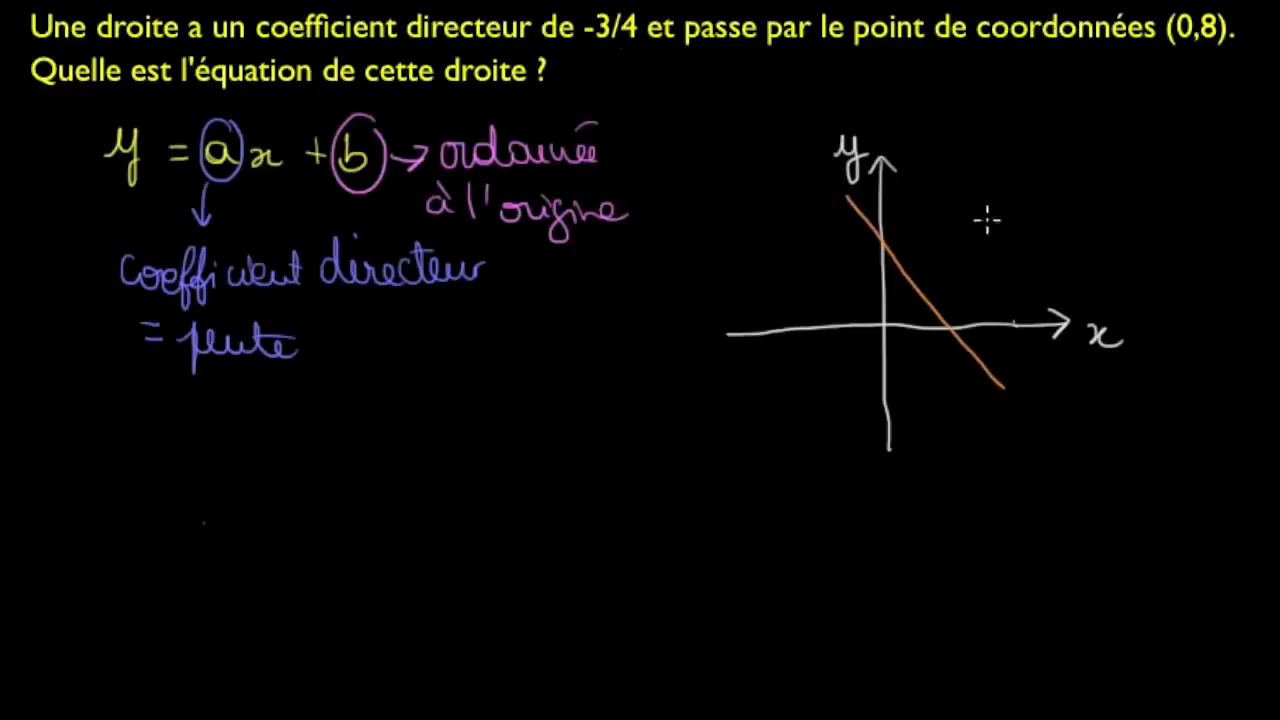 Une droite a un coefficient directeur de -3/4 et passe par le point de coordonnées (0,8).
Quelle est l'équation de cette droite ?
y = ax + b → ordonnée
à l'origine
coefficient directeur
= pente
y
x